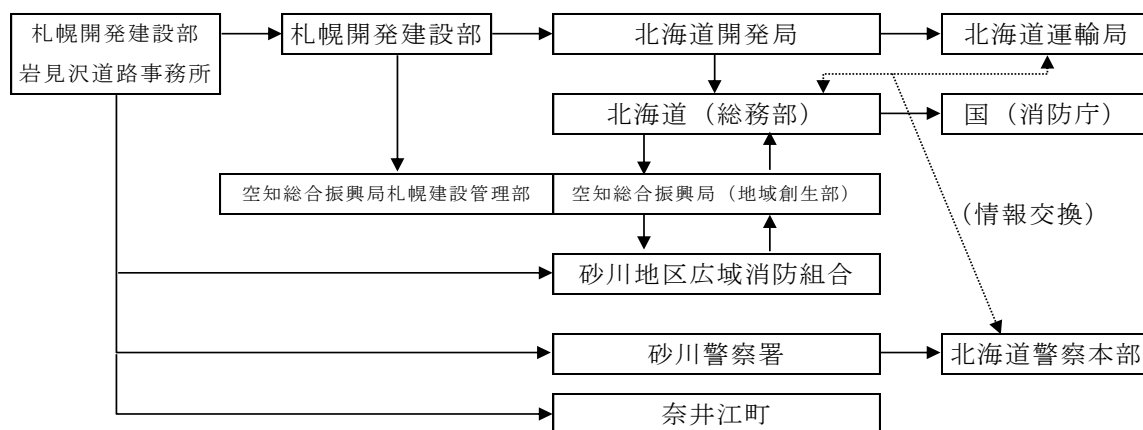 札幌開発建設部
岩見沢道路事務所
札幌開発建設部
北海道開発局
北海道運輸局
北海道（総務部）
国（消防庁）
空知総合振興局札幌建設管理部
空知総合振興局（地域創生部）
（情報交換）
砂川地区広域消防組合
砂川警察署
北海道警察本部
奈井江町